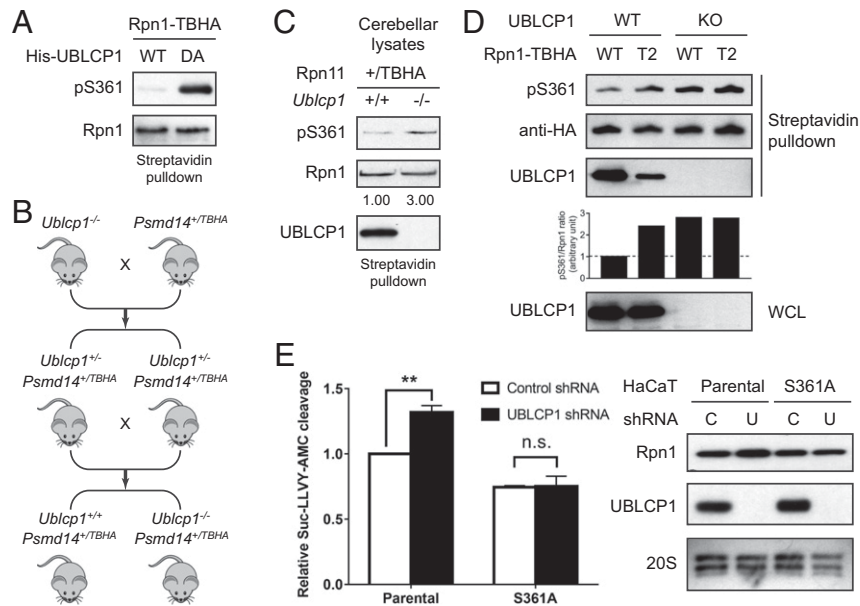 A
Rpn1-TBHA
His-UBLCP1 WT DA
pS361
Rpn1
Streptavidin
pulldown
B
Ublcp1-/- Psmd14+/TBHA
X
Ublcp1+/- Ublcp1+/-
Psmd14+/TBHA Psmd14+/TBHA
X
Ublcp1+/+ Ublcp1-/-
Psmd14+/TBHA Psmd14+/TBHA
C
Cerebellar
lysates
Rpn11 +/TBHA
Ublcp1 +/+ -/-
pS361
Rpn1
1.00 3.00
UBLCP1
Streptavidin
pulldown
D
UBLCP1 WT KO
Rpn1-TBHA WT T2 WT T2
pS361
anti-HA
UBLCP1
Streptavidin
pulldown
pS361/Rpn1 ratio
(arbitrary unit)
3
2
1
0
UBLCP1 WCL
E
Relative Suc-LLVY-AMC cleavage
1.5
1.0
0.5
0.0
**
n.s.
Control shRNA
UBLCP1 shRNA
Parental S361A
HaCaT Parental S361A
shRNA C U C U
Rpn1
UBLCP1
20S